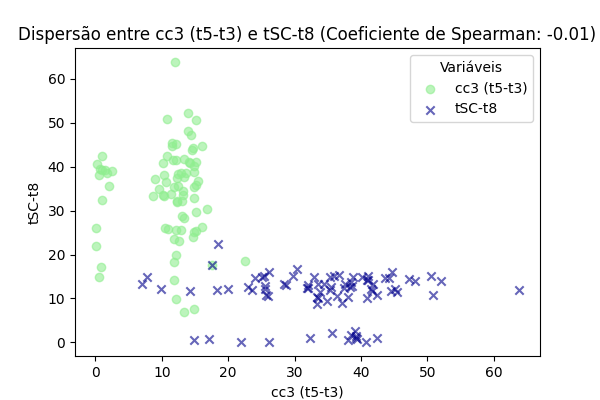 Dispersão entre cc3 (t5-t3) e tSC-t8 (Coeficiente de Spearman: -0.01)
Variáveis
cc3 (t5-t3)
tSC-t8
60
50
40
30
20
10
0
tSC-t8
0 10 20 30 40 50 60
cc3 (t5-t3)